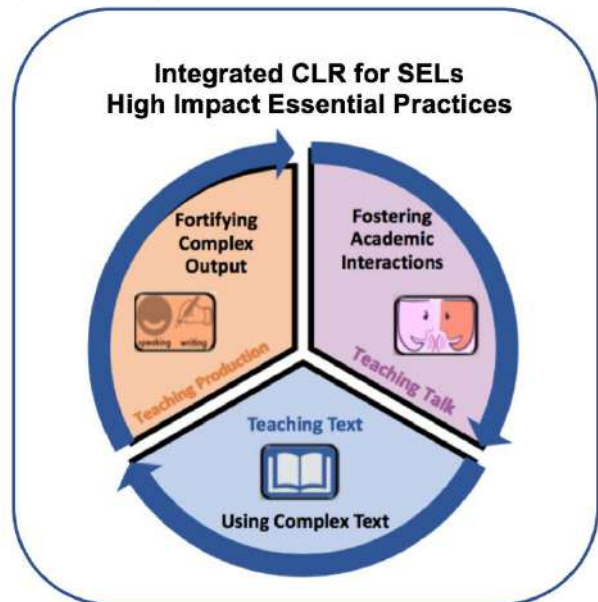 Integrated CLR for SELs
High Impact Essential Practices
Fortifying
Complex
Output
speaking writing
Teaching Production
Fostering
Academic
Interactions
Teaching Talk
Teaching Text
Using Complex Text